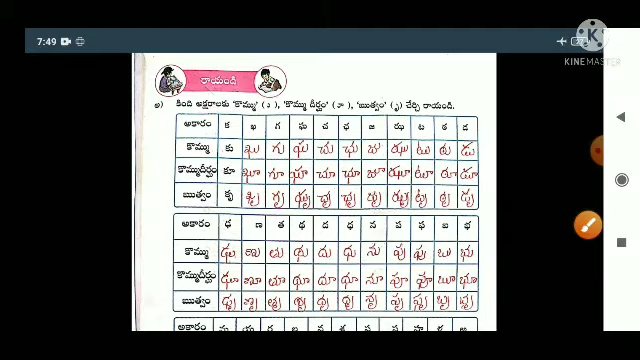 7:49
KINEMASTER
రాయండి
అ) కింది అక్షరాలకు 'కొమ్ము' (ు), 'కొమ్ము దీర్ఘం' (ూ), 'ఋత్వం' (ృ) చేర్చి రాయండి.
అకారం క ఖ గ ఘ చ ఛ జ ఝ ట ఠ డ
కొమ్ము కు ఖు గు ఘు చు ఛు జు ఝు టు ఠు డు
కొమ్ముదీర్ఘం కూ ఖూ గూ ఘూ చూ ఛూ జూ ఝూ టూ ఠూ డూ
ఋత్వం కృ ఖృ గృ ఘృ చృ ఛృ జృ ఝృ టృ ఠృ డృ
అకారం ఢ ణ త థ ద ధ న ప ఫ బ భ
కొమ్ము ఢు ణు తు థు దు ధు ను పు ఫు బు భు
కొమ్ముదీర్ఘం ఢూ ణూ తూ థూ దూ ధూ నూ పూ ఫూ బూ భూ
ఋత్వం ఢృ ణృ తృ థృ దృ ధృ నృ పృ ఫృ బృ భృ
అకారం